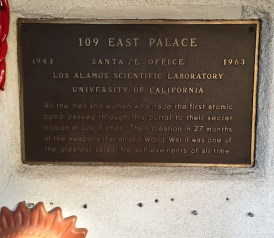 109 EAST PALACE
1943 SANTA FE OFFICE 1963
LOS ALAMOS SCIENTIFIC LABORATORY
UNIVERSITY OF CALIFORNIA
All the men and women who made the first atomic
bomb passed through this portal to their secret
mission at Los Alamos. Their creation in 27 months
of the weapons that ended World War II was one of
the greatest scientific achievements of all time.